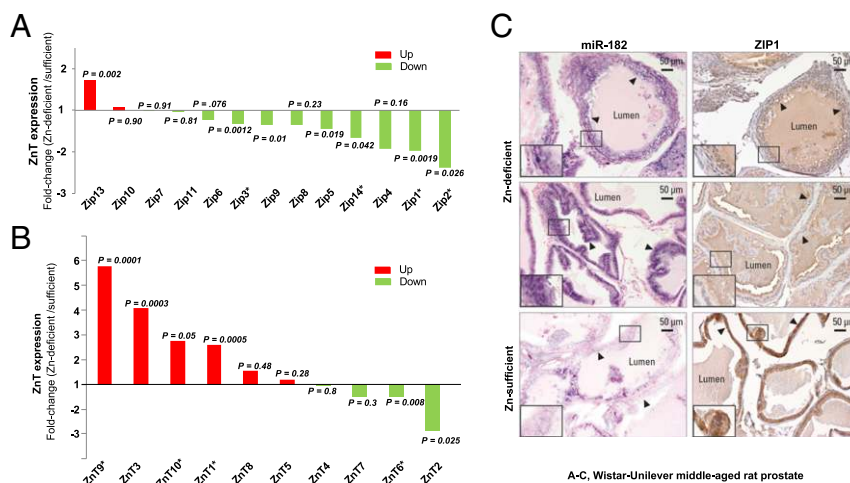 A
Up
Down
ZnT expression
Fold-change (Zn-deficient /sufficient)
2
1
-2
-3
P = 0.002
P = 0.90
P = 0.91
P = 0.81
P = .076
P = 0.0012
P = 0.01
P = 0.23
P = 0.019
P = 0.042
P = 0.16
P = 0.0019
P = 0.026
Zip13
Zip10
Zip7
Zip11
Zip6
Zip3*
Zip9
Zip8
Zip5
Zip14*
Zip4
Zip1*
Zip2*
B
Up
Down
ZnT expression
Fold-change (Zn-deficient /sufficient)
6
5
4
3
2
1
-2
-3
P = 0.0001
P = 0.0003
P = 0.05
P = 0.0005
P = 0.48
P = 0.28
P = 0.8
P = 0.3
P = 0.008
P = 0.025
ZnT9*
ZnT3
ZnT10*
ZnT1*
ZnT8
ZnT5
ZnT4
ZnT7
ZnT6*
ZnT2
C
miR-182
ZIP1
Zn-deficient
Zn-sufficient
50 µm
Lumen
50 µm
Lumen
50 µm
Lumen
50 µm
Lumen
50 µm
Lumen
50 µm
Lumen
A-C, Wistar-Unilever middle-aged rat prostate